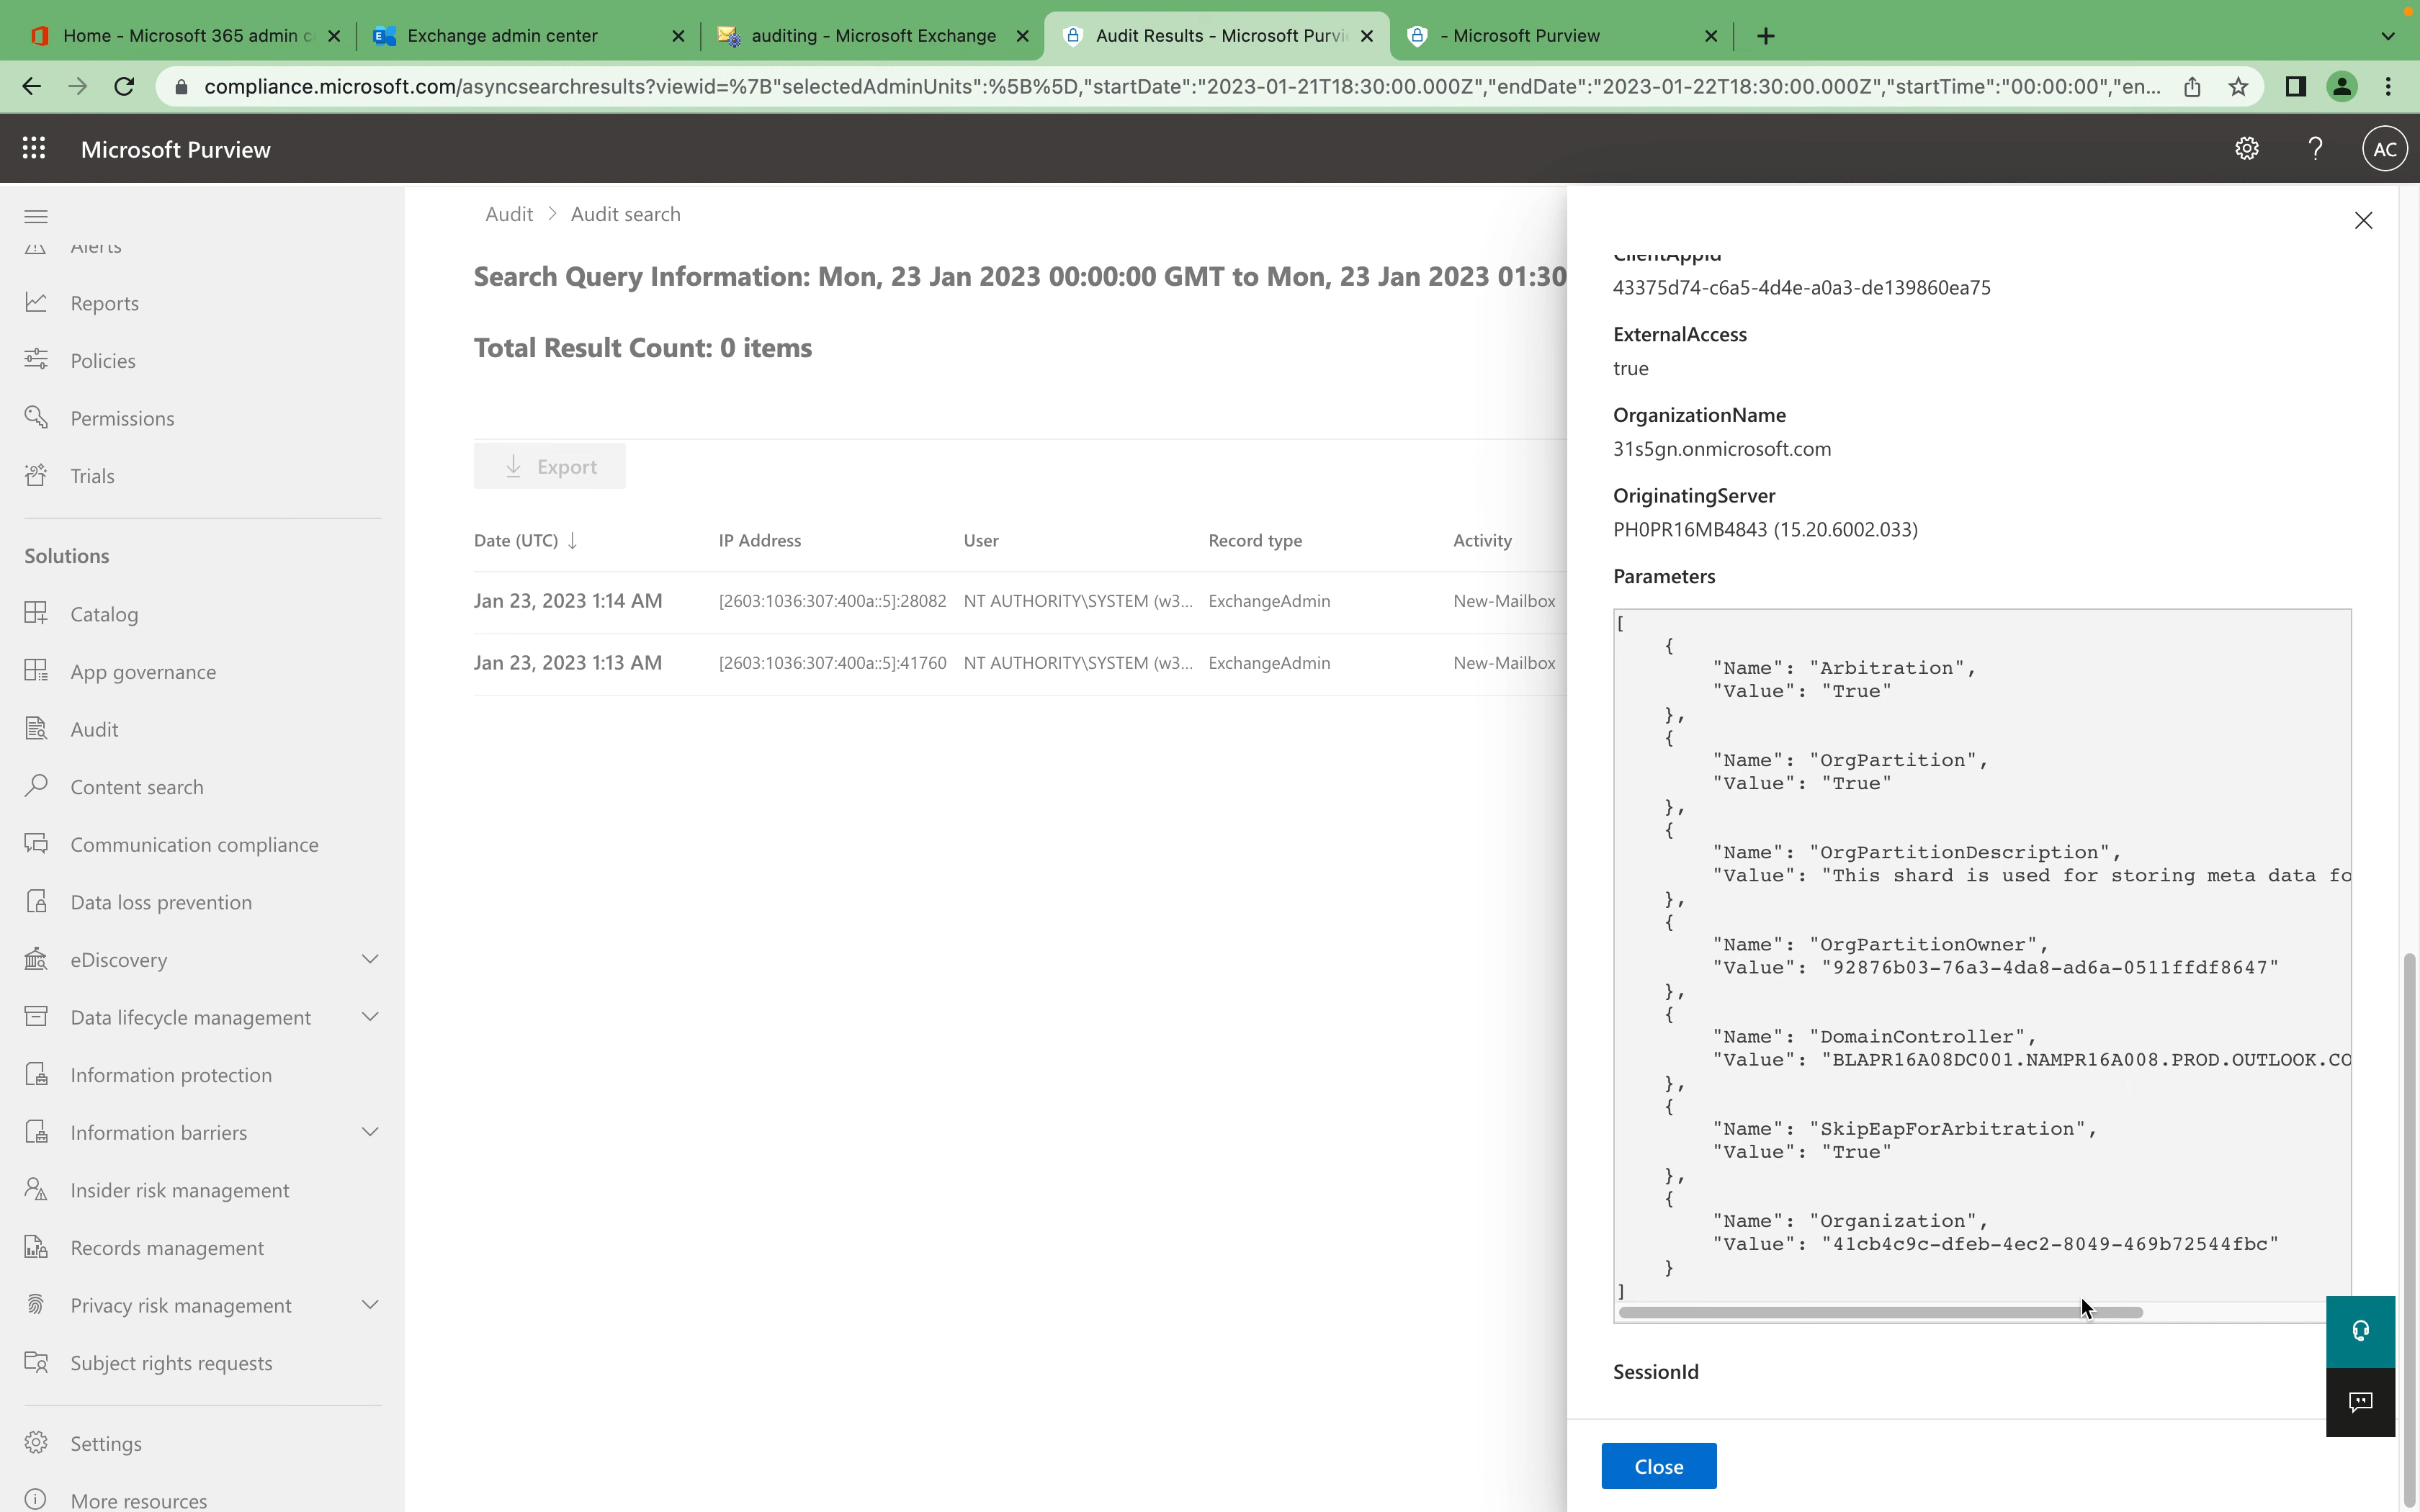 Home - Microsoft 365 admin c
Exchange admin center
auditing - Microsoft Exchange
Audit Results - Microsoft Purvi
- Microsoft Purview
compliance.microsoft.com/asyncsearchresults?viewid=%7B"selectedAdminUnits":%5B%5D,"startDate":"2023-01-21T18:30:00.000Z","endDate":"2023-01-22T18:30:00.000Z","startTime":"00:00:00","en...
Microsoft Purview
AC
Alerts
Reports
Policies
Permissions
Trials
Solutions
Catalog
App governance
Audit
Content search
Communication compliance
Data loss prevention
eDiscovery
Data lifecycle management
Information protection
Information barriers
Insider risk management
Records management
Privacy risk management
Subject rights requests
Settings
More resources
Audit > Audit search
Search Query Information: Mon, 23 Jan 2023 00:00:00 GMT to Mon, 23 Jan 2023 01:30
Total Result Count: 0 items
Export
Date (UTC) ↓ IP Address User Record type Activity
Jan 23, 2023 1:14 AM [2603:1036:307:400a::5]:28082 NT AUTHORITY\SYSTEM (w3... ExchangeAdmin New-Mailbox
Jan 23, 2023 1:13 AM [2603:1036:307:400a::5]:41760 NT AUTHORITY\SYSTEM (w3... ExchangeAdmin New-Mailbox
ClientAppId
43375d74-c6a5-4d4e-a0a3-de139860ea75
ExternalAccess
true
OrganizationName
31s5gn.onmicrosoft.com
OriginatingServer
PH0PR16MB4843 (15.20.6002.033)
Parameters
[
{
"Name": "Arbitration",
"Value": "True"
},
{
"Name": "OrgPartition",
"Value": "True"
},
{
"Name": "OrgPartitionDescription",
"Value": "This shard is used for storing meta data fo
},
{
"Name": "OrgPartitionOwner",
"Value": "92876b03-76a3-4da8-ad6a-0511ffdf8647"
},
{
"Name": "DomainController",
"Value": "BLAPR16A08DC001.NAMPR16A008.PROD.OUTLOOK.CO
},
{
"Name": "SkipEapForArbitration",
"Value": "True"
},
{
"Name": "Organization",
"Value": "41cb4c9c-dfeb-4ec2-8049-469b72544fbc"
}
]
SessionId
Close